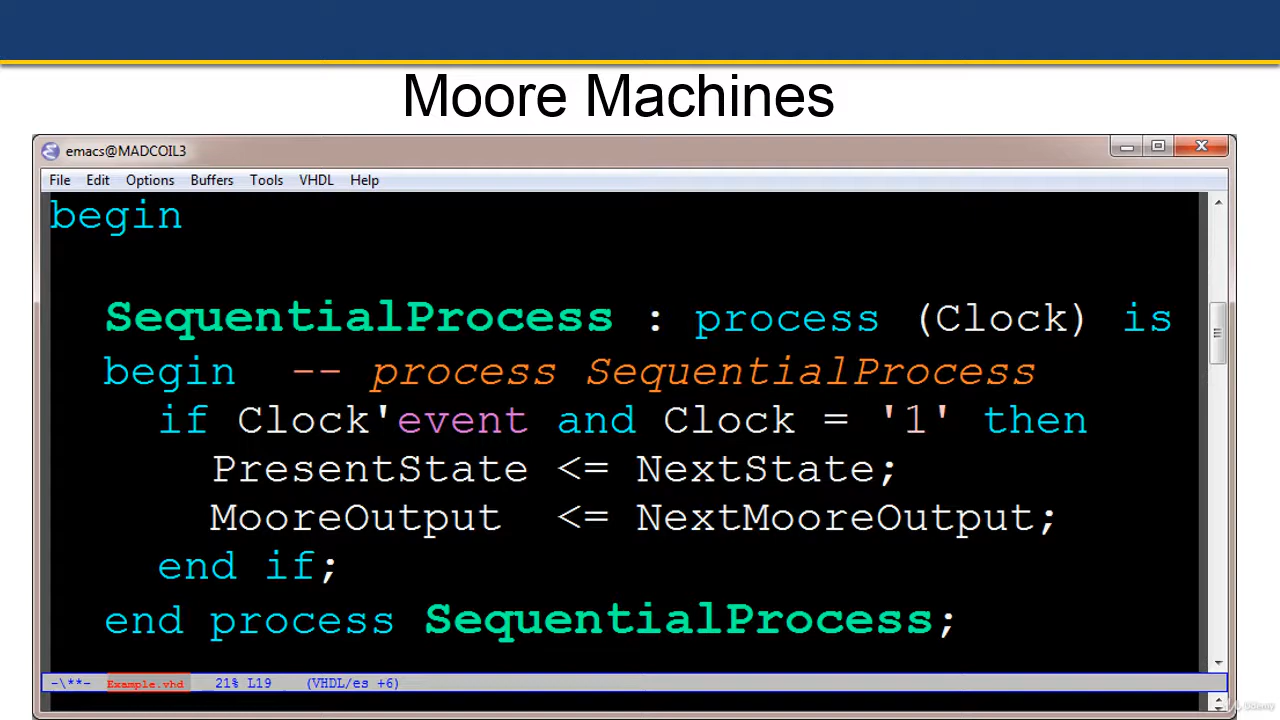 Moore Machines
emacs@MADCOIL3
File Edit Options Buffers Tools VHDL Help
begin
SequentialProcess : process (Clock) is
begin -- process SequentialProcess
if Clock'event and Clock = '1' then
PresentState <= NextState;
MooreOutput <= NextMooreOutput;
end if;
end process SequentialProcess;
-\**- Example.vhd 21% L19 (VHDL/es +6)
Udemy